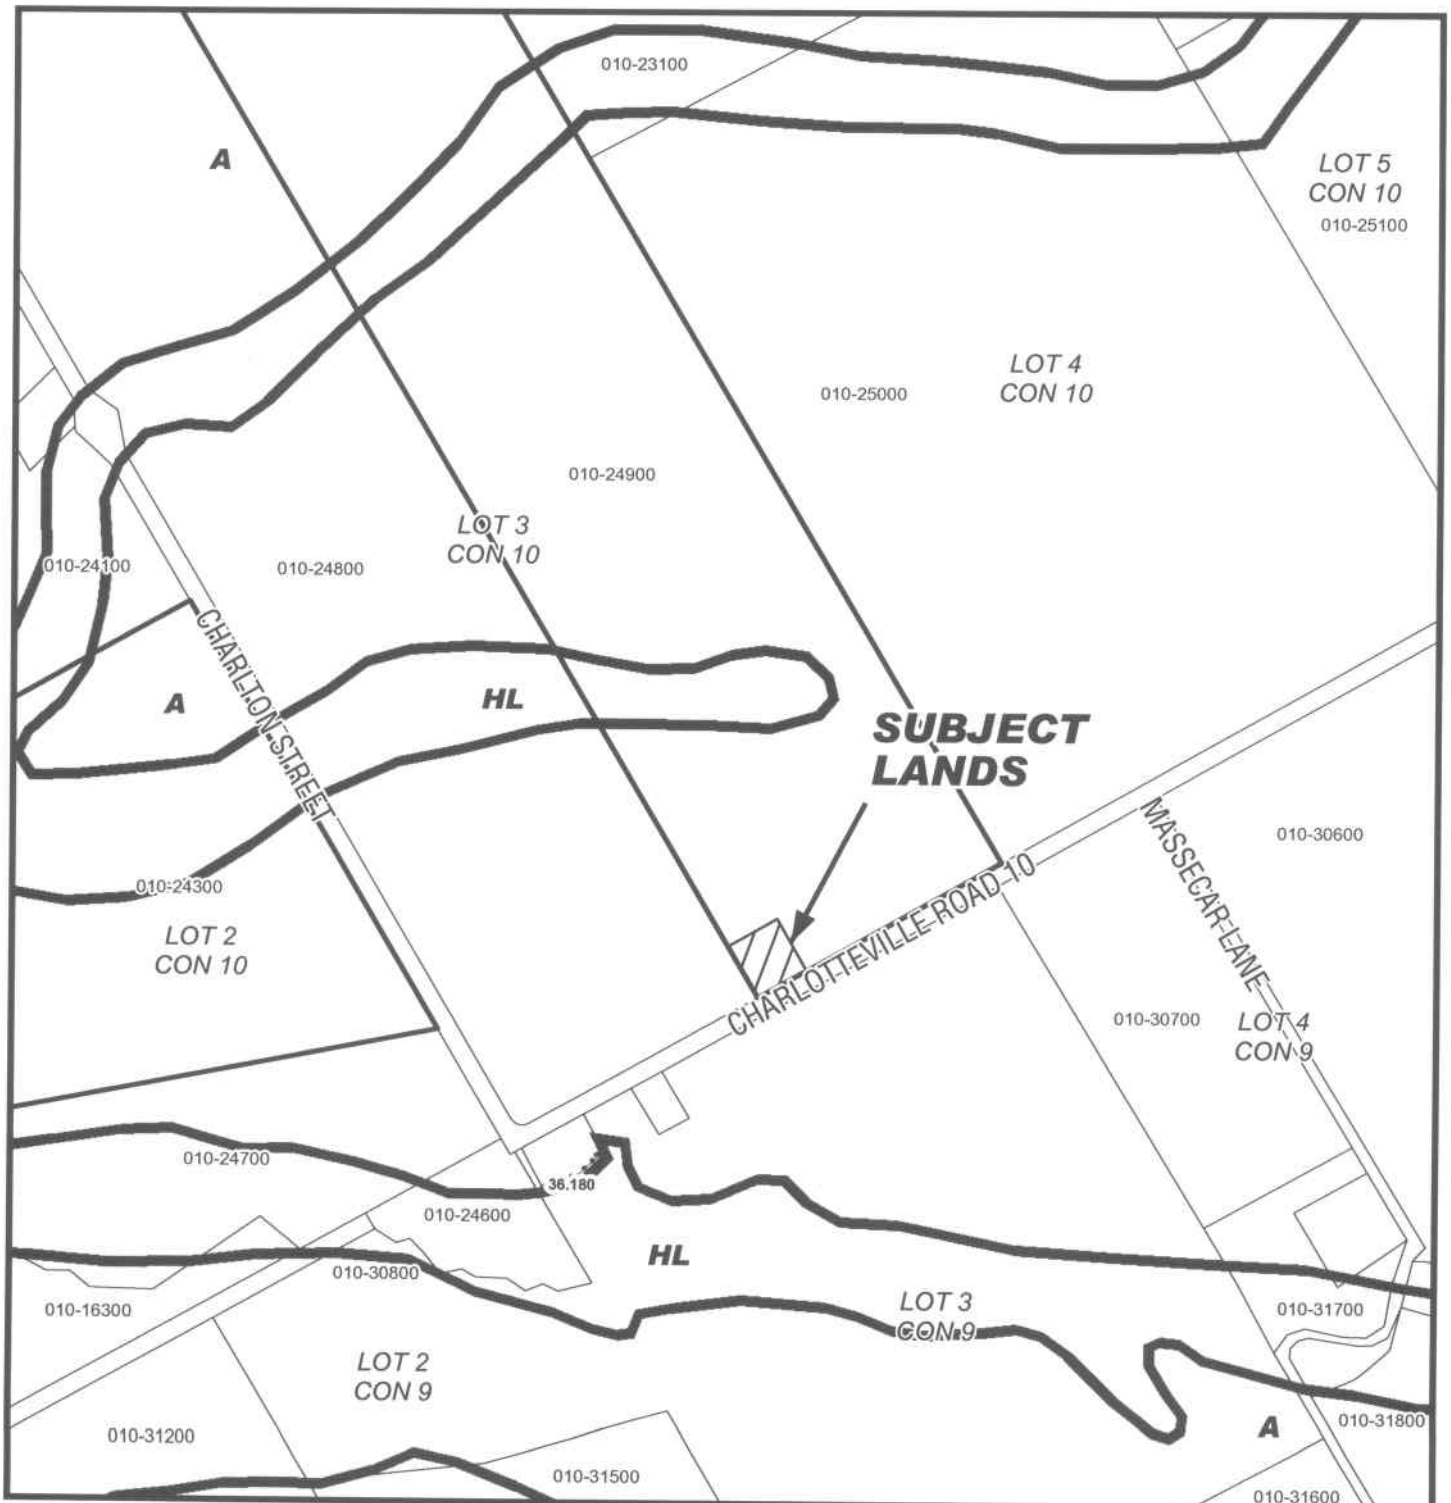 010-23100
A
LOT 5
CON 10
010-25100
LOT 4
CON 10
010-25000
010-24900
LOT 3
CON 10
010-24100
010-24800
CHARLTON STREET
A
HL
SUBJECT
LANDS
MASSECAR LANE
010-30600
CHARLOTTEVILLE ROAD 10
010-24300
LOT 2
CON 10
010-30700
LOT 4
CON 9
010-24700
36.180
010-24600
HL
010-30800
010-16300
LOT 3
CON 9
010-31700
LOT 2
CON 9
010-31200
A
010-31800
010-31500
010-31600